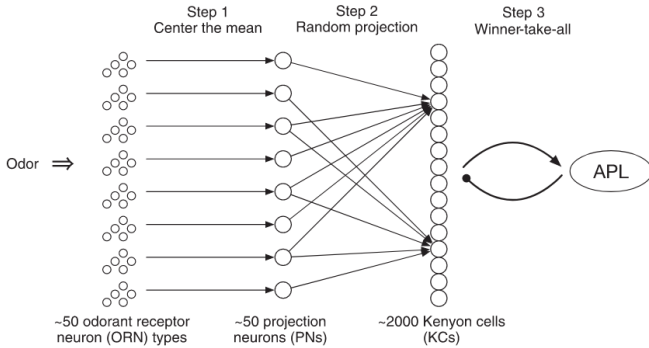 Step 1
Center the mean
Step 2
Random projection
Step 3
Winner-take-all
Odor ⇒
APL
~50 odorant receptor
neuron (ORN) types
~50 projection
neurons (PNs)
~2000 Kenyon cells
(KCs)